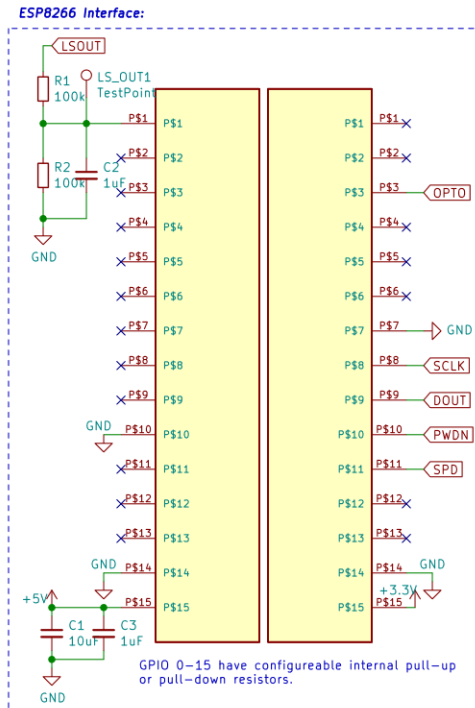 ESP8266 Interface:
LSOUT
R1
100k
LS_OUT1
TestPoint
R2
100k
C2
1uF
GND
P$1 P$1
P$2 P$2
P$3 P$3
P$4 P$4
P$5 P$5
P$6 P$6
P$7 P$7
P$8 P$8
P$9 P$9
GND
P$10 P$10
P$11 P$11
P$12 P$12
P$13 P$13
GND
P$14 P$14
+5V
P$15 P$15
C1
10uF
C3
1uF
GND
P$1 P$1
P$2 P$2
P$3 P$3
OPTO
P$4 P$4
P$5 P$5
P$6 P$6
P$7 P$7
GND
P$8 P$8
SCLK
P$9 P$9
DOUT
P$10 P$10
PWDN
P$11 P$11
SPD
P$12 P$12
P$13 P$13
P$14 P$14
GND
+3.3V
P$15 P$15
GPIO 0-15 have configureable internal pull-up
or pull-down resistors.